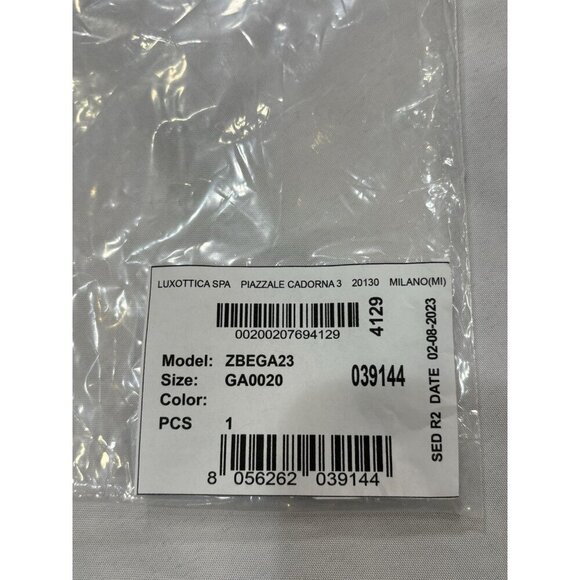 LUXOTTICA SPA PIAZZALE CADORNA 3 20130 MILANO(MI)
00200207694129
4129
Model: ZBEGA23
Size: GA0020
039144
Color:
PCS 1
8 056262 039144
SED R2 DATE 02-08-2023